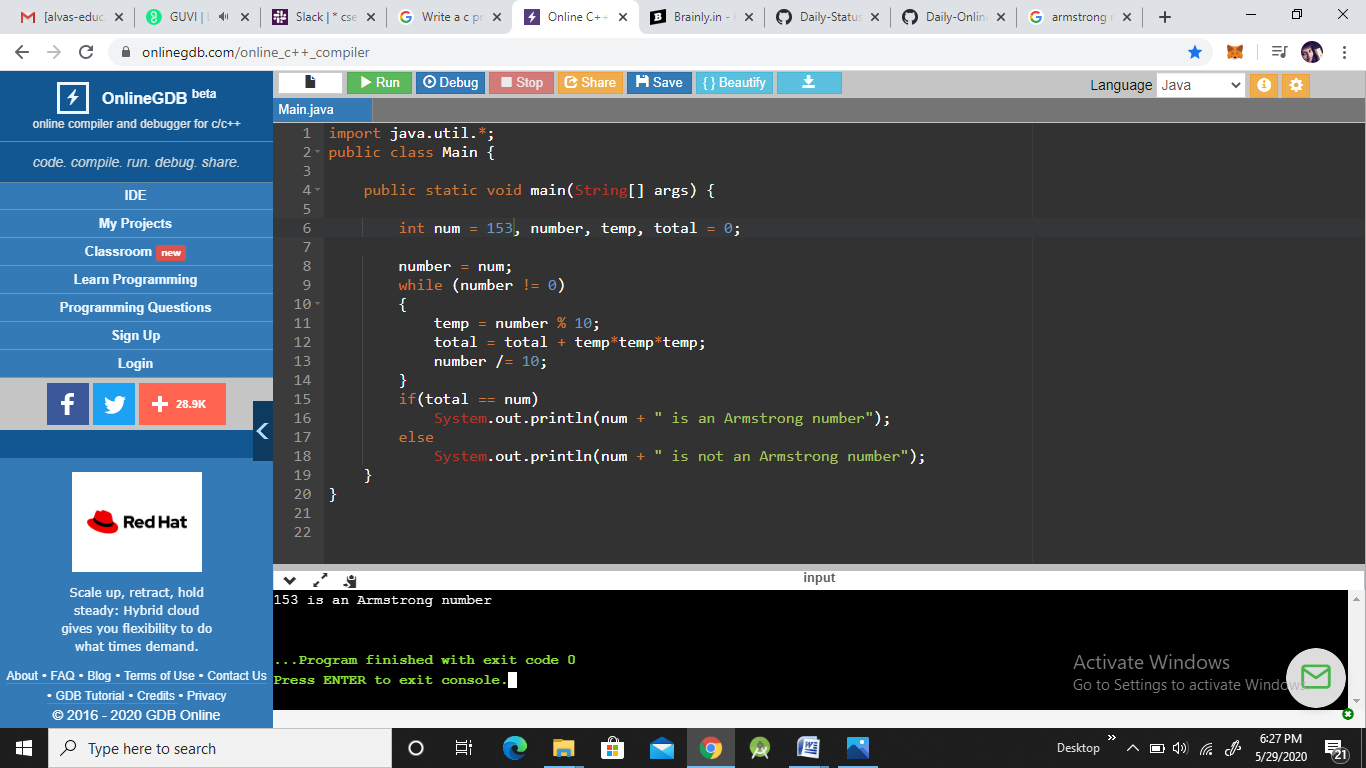 [alvas-educ
GUVI | L
Slack | * cse
Write a c pr
Online C++
Brainly.in -
Daily-Status
Daily-Onlin
armstrong n
onlinegdb.com/online_c++_compiler
OnlineGDB beta
online compiler and debugger for c/c++
code. compile. run. debug. share.
IDE
My Projects
Classroom new
Learn Programming
Programming Questions
Sign Up
Login
28.9K
Red Hat
Scale up, retract, hold
steady: Hybrid cloud
gives you flexibility to do
what times demand.
About • FAQ • Blog • Terms of Use • Contact Us
• GDB Tutorial • Credits • Privacy
© 2016 - 2020 GDB Online
Run Debug Stop Share Save { } Beautify
Language Java
Main.java
1 import java.util.*;
2 public class Main {
3
4 public static void main(String[] args) {
5
6 int num = 153, number, temp, total = 0;
7
8 number = num;
9 while (number != 0)
10 {
11 temp = number % 10;
12 total = total + temp*temp*temp;
13 number /= 10;
14 }
15 if(total == num)
16 System.out.println(num + " is an Armstrong number");
17 else
18 System.out.println(num + " is not an Armstrong number");
19 }
20 }
21
22
input
153 is an Armstrong number
...Program finished with exit code 0
Press ENTER to exit console.
Activate Windows
Go to Settings to activate Windows.
Type here to search
Desktop
6:27 PM
5/29/2020
21